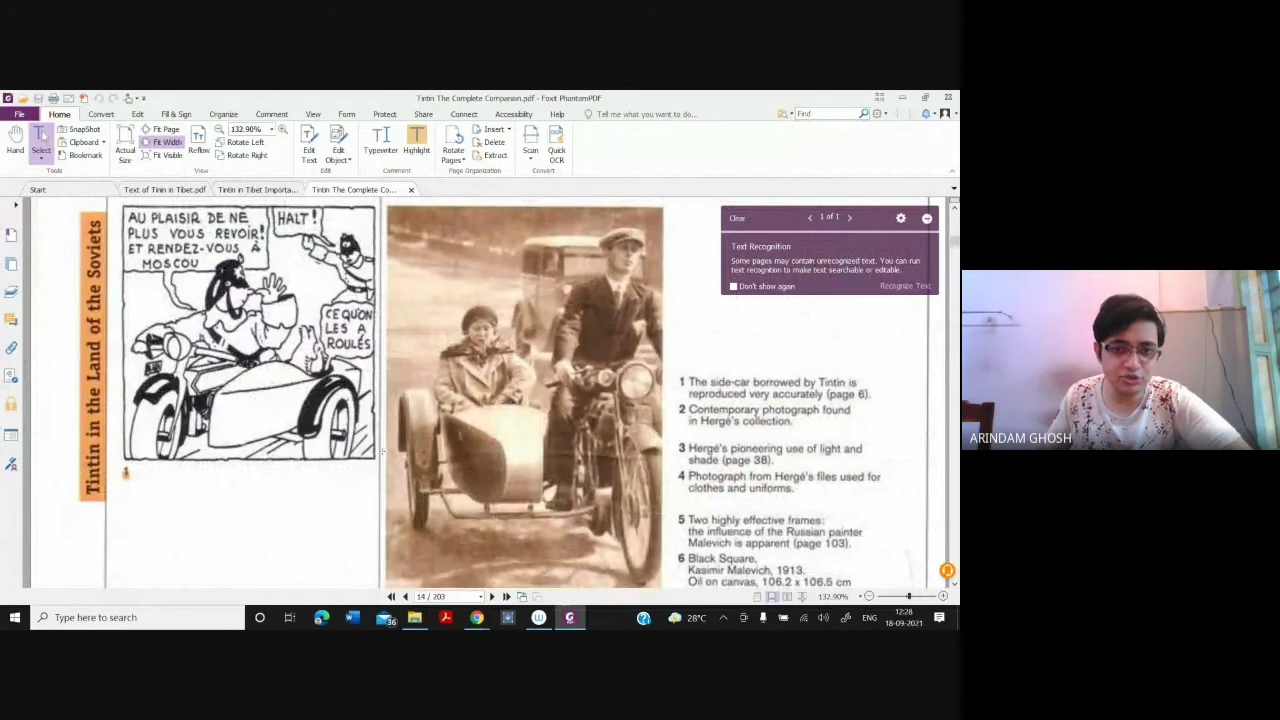 Tintin The Complete Companion.pdf - Foxit PhantomPDF
File Home Convert Edit Fill & Sign Organize Comment View Form Protect Share Connect Accessibility Help Tell me what you want to do... Find
Hand Select SnapShot Clipboard Bookmark
Actual Size Fit Page Fit Width Fit Visible Reflow 132.90% Rotate Left Rotate Right
Edit Text Edit Object Typewriter Highlight Rotate Pages Insert Delete Extract Scan Quick OCR
Tools View Edit Comment Page Organization Convert
Start Text of Tinin in Tibet.pdf Tintin in Tibet Importa... Tintin The Complete Co...
Tintin in the Land of the Soviets
AU PLAISIR DE NE
PLUS VOUS REVOIR!
ET RENDEZ-VOUS À
MOSCOU
HALT!
CE QU'ON
LES A
ROULÉS
1
Clear 1 of 1
Text Recognition
Some pages may contain unrecognized text. You can run
text recognition to make text searchable or editable.
Don't show again Recognize Text
1 The side-car borrowed by Tintin is
reproduced very accurately (page 6).
2 Contemporary photograph found
in Hergé's collection.
3 Hergé's pioneering use of light and
shade (page 38).
4 Photograph from Hergé's files used for
clothes and uniforms.
5 Two highly effective frames:
the influence of the Russian painter
Malevich is apparent (page 103).
6 Black Square,
Kasimir Malevich, 1913.
Oil on canvas, 106.2 x 106.5 cm
ARINDAM GHOSH
14 / 203 132.90%
Type here to search 36 28°C ENG 12:28
18-09-2021